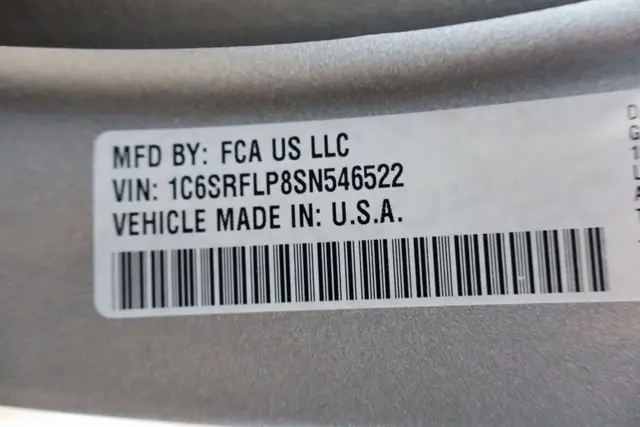 MFD BY: FCA US LLC
VIN: 1C6SRFLP8SN546522
VEHICLE MADE IN: U.S.A.